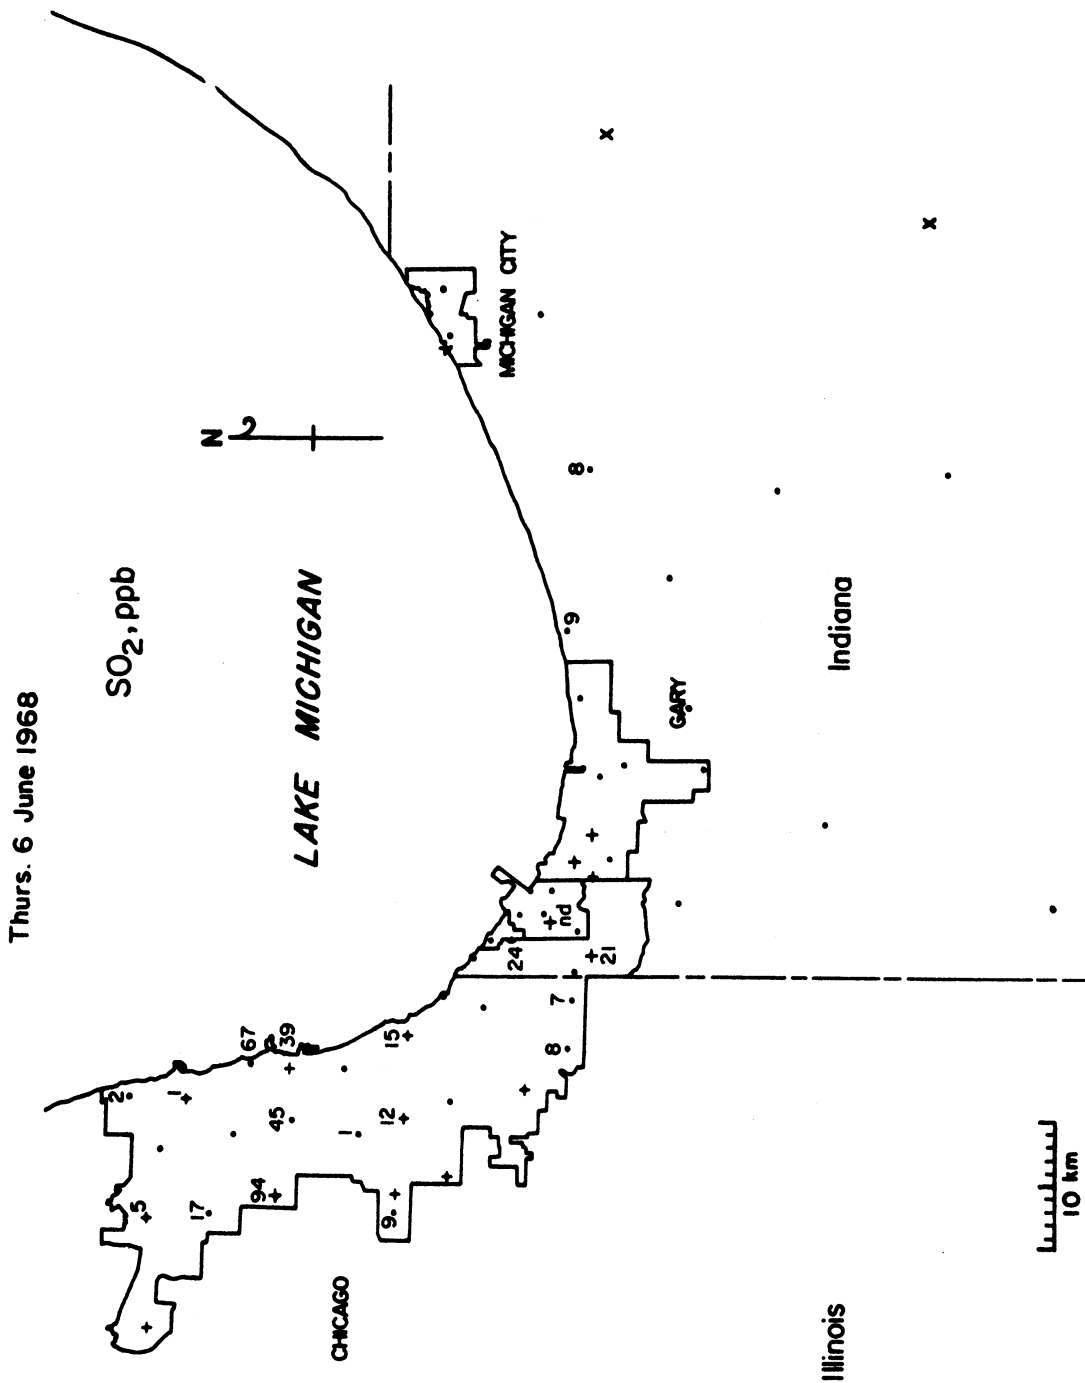 Thurs. 6 June 1968
SO2, ppb
N
LAKE MICHIGAN
2
1
5
17
67
39
45
94
1
15
12
9
8
7
24
nd
21
9
8
x
x
MICHIGAN CITY
GARY
CHICAGO
Indiana
Illinois
10 km